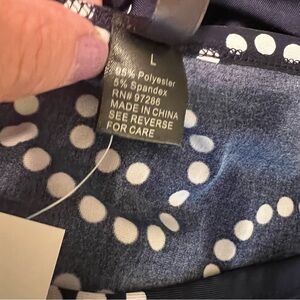 L
95% Polyester
5% Spandex
RN# 97266
MADE IN CHINA
SEE REVERSE
FOR CARE